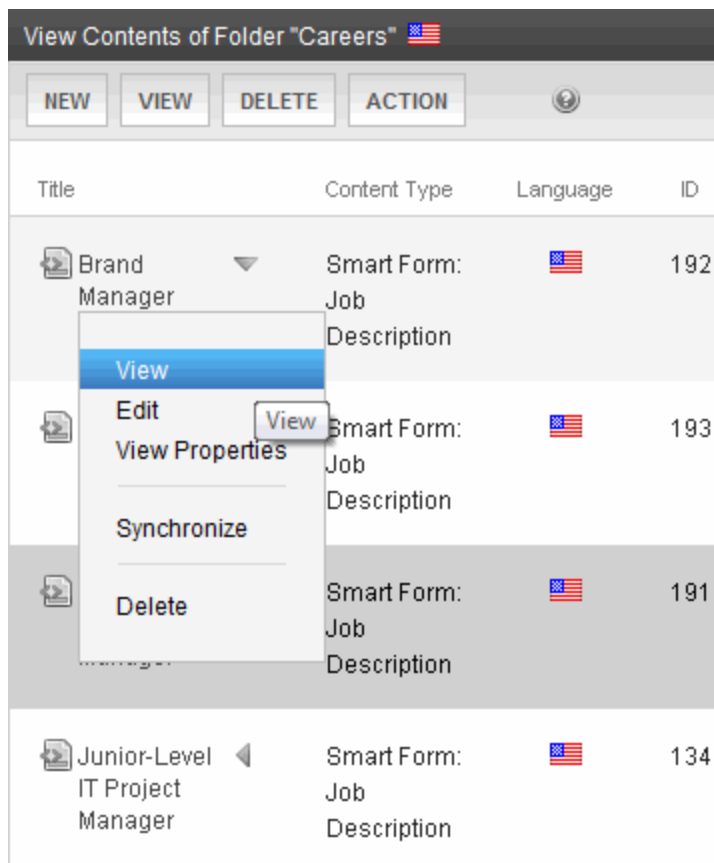 View Contents of Folder "Careers"
NEW VIEW DELETE ACTION
Title Content Type Language ID
Brand Manager Smart Form: Job Description 192
View
Edit
View
View Properties
Synchronize
Delete
Smart Form: Job Description 193
Smart Form: Job Description 191
Junior-Level IT Project Manager Smart Form: Job Description 134